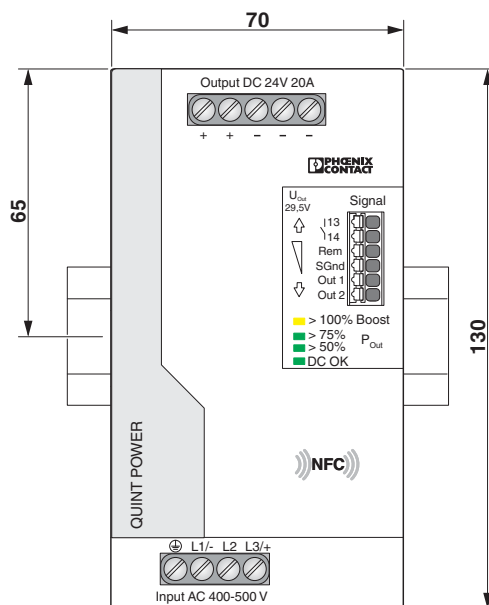 70
Output DC 24V 20A
+ + – – –
PHŒNIX
CONTACT
65
130
U Out
29,5V
Signal
13
14
Rem
SGnd
Out 1
Out 2
> 100% Boost
> 75%
> 50%
P Out
DC OK
QUINT POWER
NFC
L1/- L2 L3/+
Input AC 400-500 V